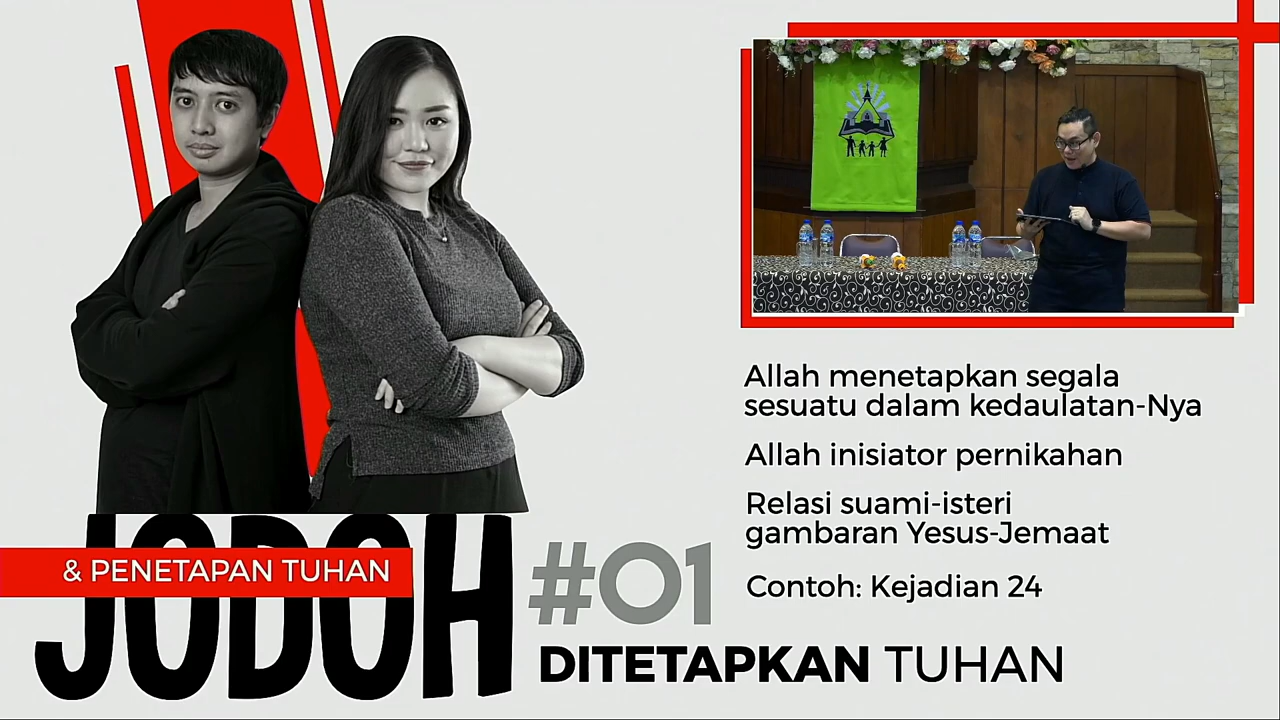 JODOH
& PENETAPAN TUHAN
#01
DITETAPKAN TUHAN
Allah menetapkan segala
sesuatu dalam kedaulatan-Nya
Allah inisiator pernikahan
Relasi suami-isteri
gambaran Yesus-Jemaat
Contoh: Kejadian 24